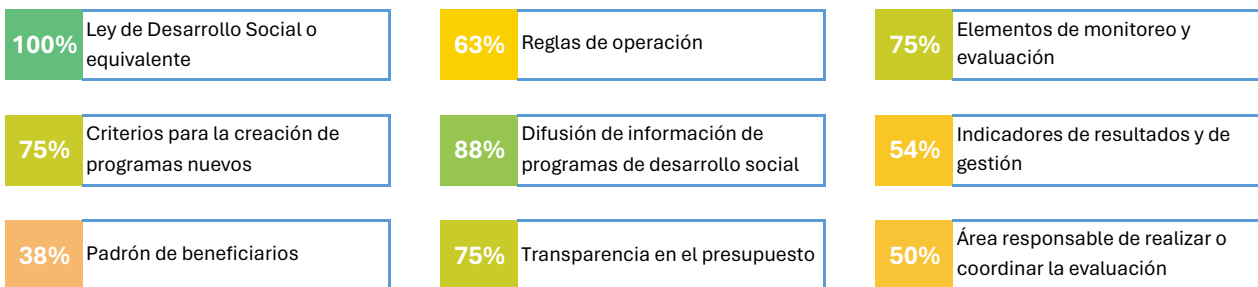 100%
Ley de Desarrollo Social o
equivalente
63%
Reglas de operación
75%
Elementos de monitoreo y
evaluación
75%
Criterios para la creación de
programas nuevos
88%
Difusión de información de
programas de desarrollo social
54%
Indicadores de resultados y de
gestión
38%
Padrón de beneficiarios
75%
Transparencia en el presupuesto
50%
Área responsable de realizar o
coordinar la evaluación